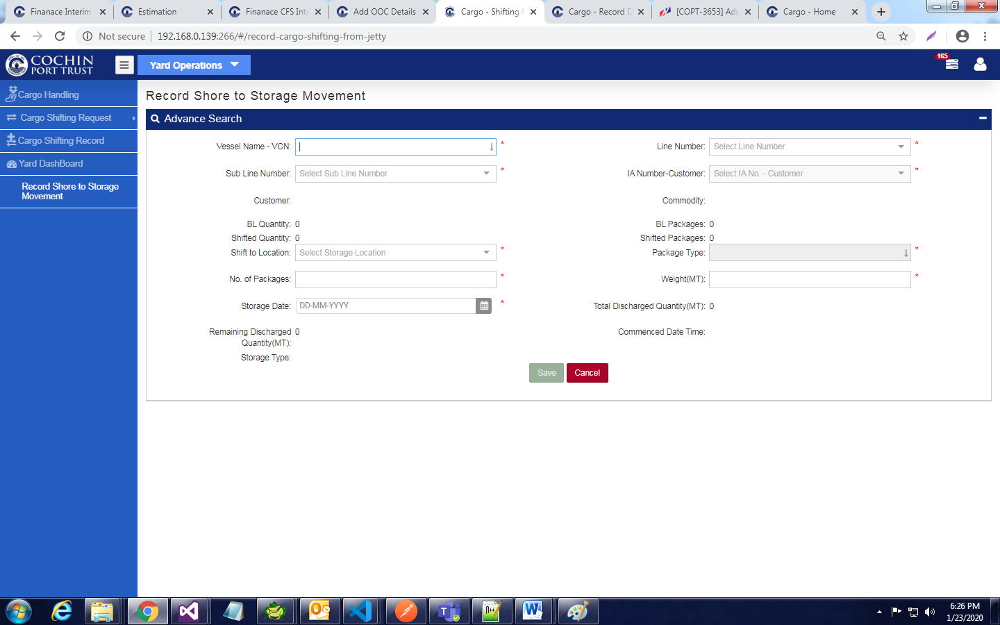 Finanace Interim
Estimation
Finanace CFS Inte
Add OOC Details
Cargo - Shifting
Cargo - Record D
[COPT-3653] Add
Cargo - Home
Not secure
192.168.0.139:266/#/record-cargo-shifting-from-jetty
COCHIN
PORT TRUST
Yard Operations
165
Cargo Handling
Cargo Shifting Request
Cargo Shifting Record
Yard DashBoard
Record Shore to Storage
Movement
Record Shore to Storage Movement
Advance Search
Vessel Name - VCN: *
Line Number: Select Line Number *
Sub Line Number: Select Sub Line Number *
IA Number-Customer: Select IA No. - Customer *
Customer:
Commodity:
BL Quantity: 0
BL Packages: 0
Shifted Quantity: 0
Shifted Packages: 0
Shift to Location: Select Storage Location *
Package Type: *
No. of Packages: *
Weight(MT): *
Storage Date: DD-MM-YYYY *
Total Discharged Quantity(MT): 0
Remaining Discharged 0
Quantity(MT):
Commenced Date Time:
Storage Type:
Save
Cancel
6:26 PM
1/23/2020